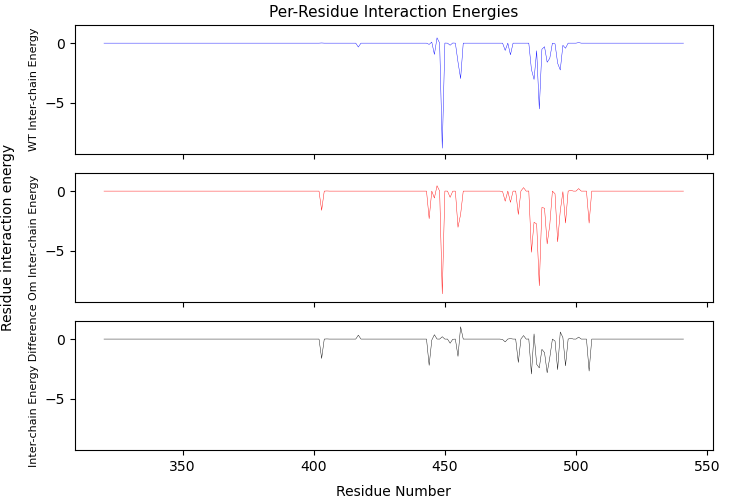 Per-Residue Interaction Energies
Residue interaction energy
WT Inter-chain Energy
0
−5
Om Inter-chain Energy
0
−5
Inter-chain Energy Difference
0
−5
350
400
450
500
550
Residue Number